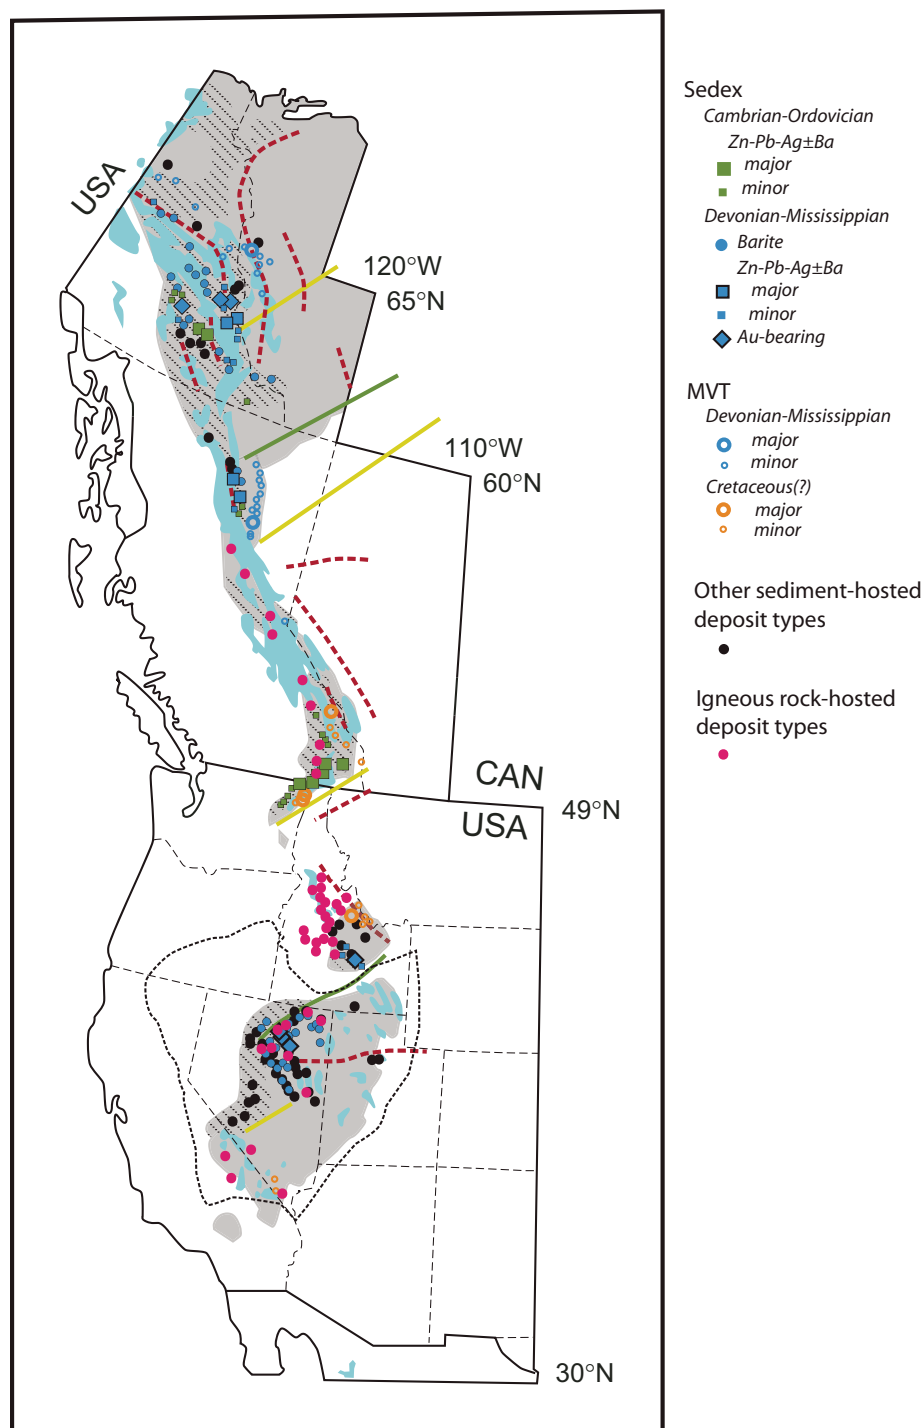 USA
120°W
65°N
110°W
60°N
CAN
49°N
USA
30°N
Sedex
Cambrian-Ordovician
Zn-Pb-Ag±Ba
major
minor
Devonian-Mississippian
Barite
Zn-Pb-Ag±Ba
major
minor
Au-bearing
MVT
Devonian-Mississippian
major
minor
Cretaceous(?)
major
minor
Other sediment-hosted
deposit types
Igneous rock-hosted
deposit types